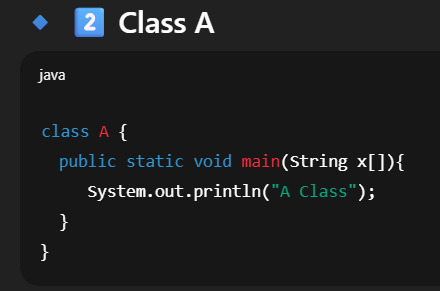 2 Class A
java
class A {
public static void main(String x[]){
System.out.println("A Class");
}
}